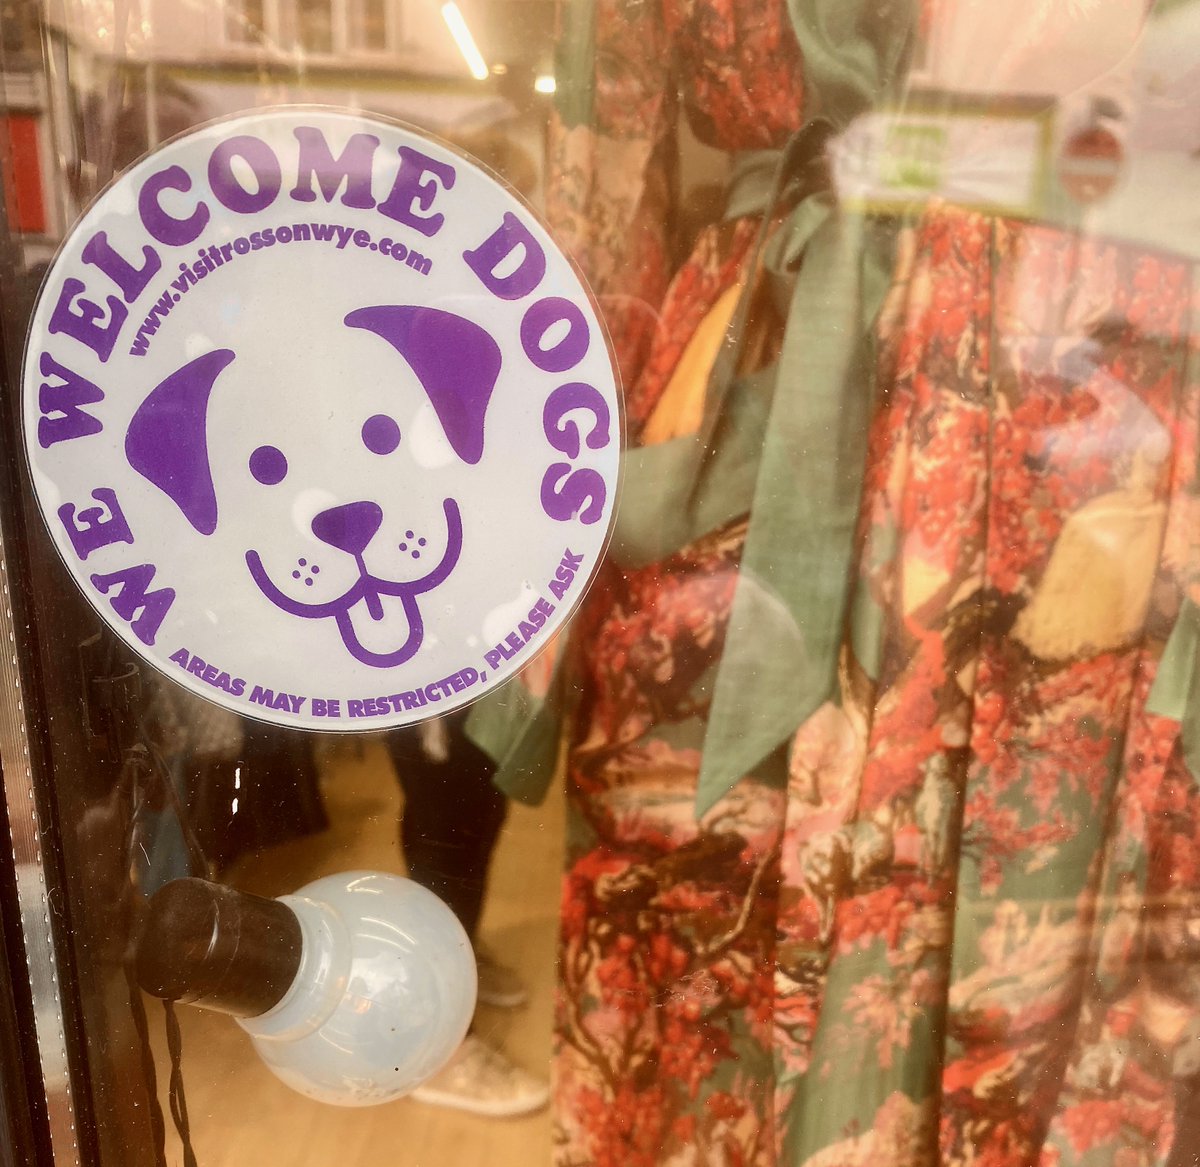 WE WELCOME DOGS
www.visitrossonwye.com
AREAS MAY BE RESTRICTED, PLEASE ASK